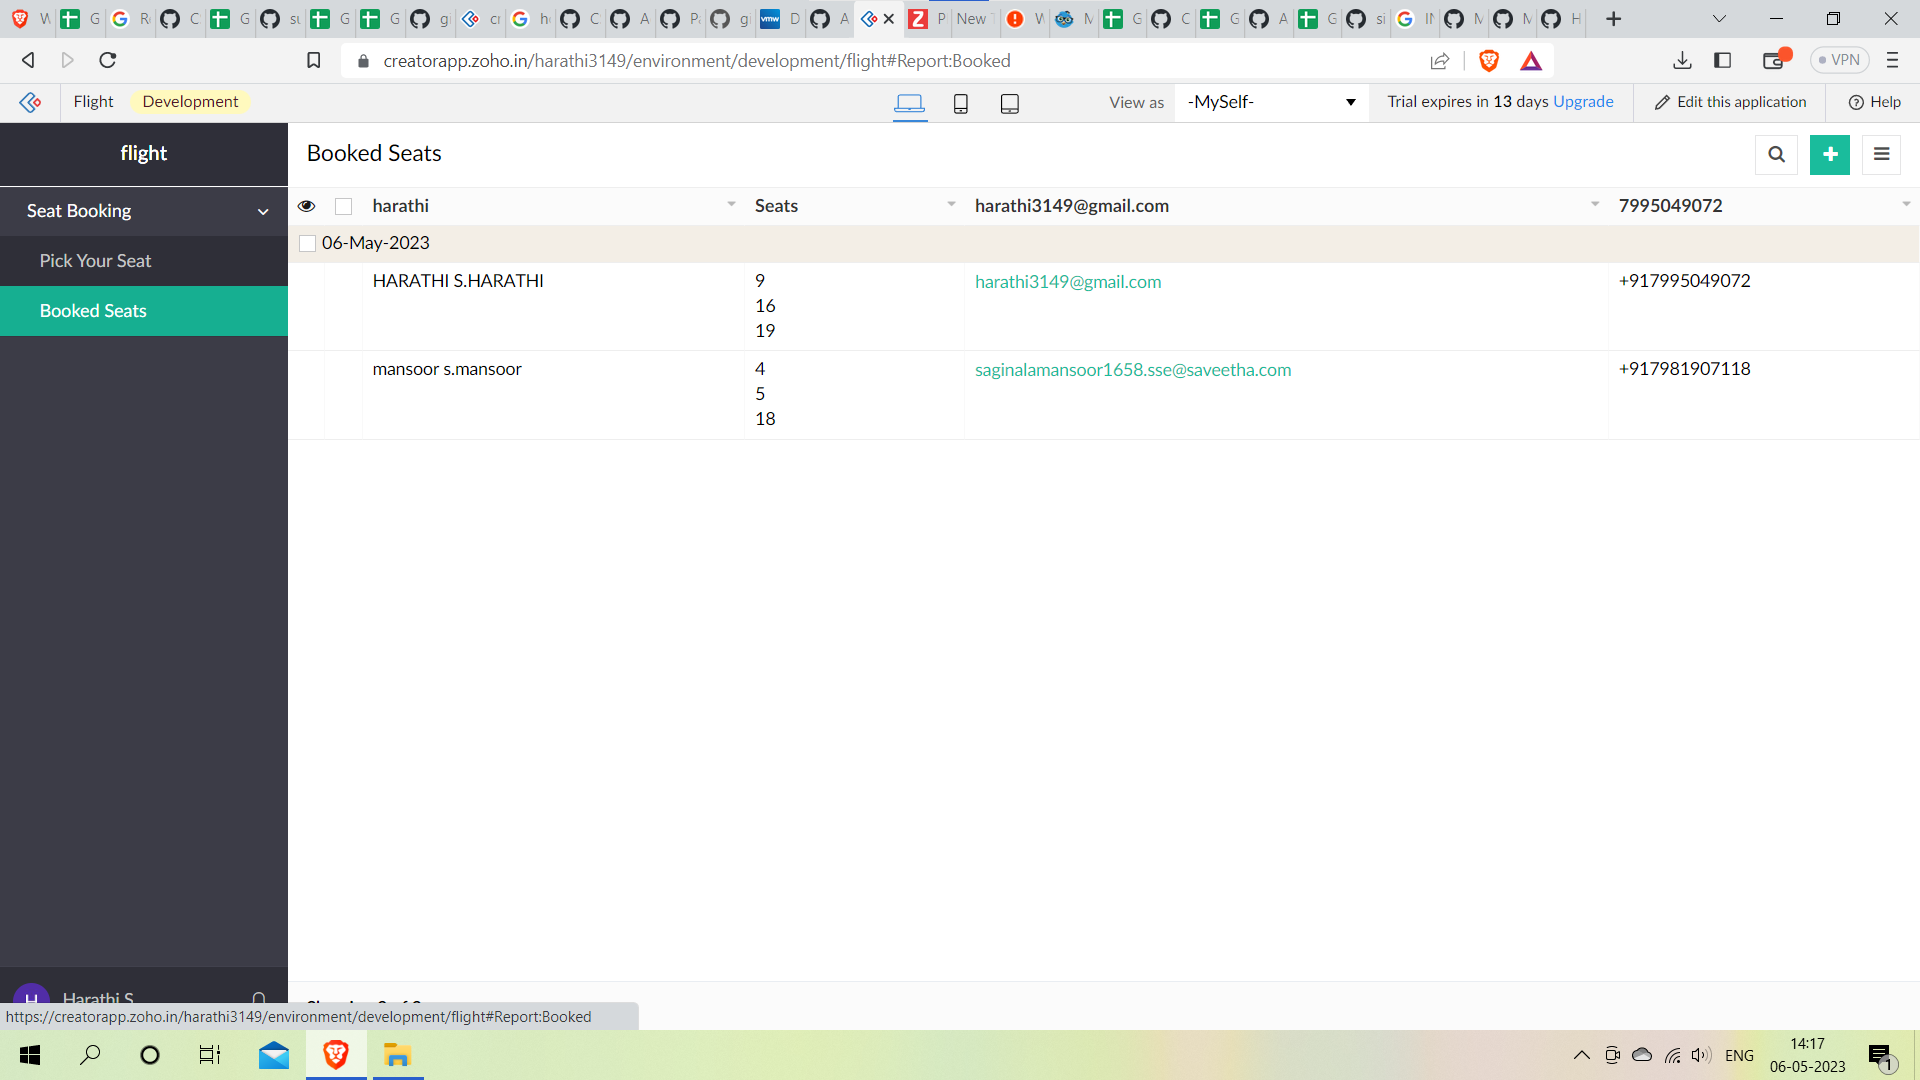 W G R C G su G G gi cr h C A P g D A P New W M G C G A G si IN M M H
creatorapp.zoho.in/harathi3149/environment/development/flight#Report:Booked
VPN
Flight Development View as -MySelf- Trial expires in 13 days Upgrade Edit this application Help
flight
Booked Seats
Seat Booking
Pick Your Seat
Booked Seats
harathi Seats harathi3149@gmail.com 7995049072
06-May-2023
HARATHI S.HARATHI 9 harathi3149@gmail.com +917995049072
16
19
mansoor s.mansoor 4 saginalamansoor1658.sse@saveetha.com +917981907118
5
18
H Harathi S
https://creatorapp.zoho.in/harathi3149/environment/development/flight#Report:Booked
ENG
14:17
06-05-2023
1